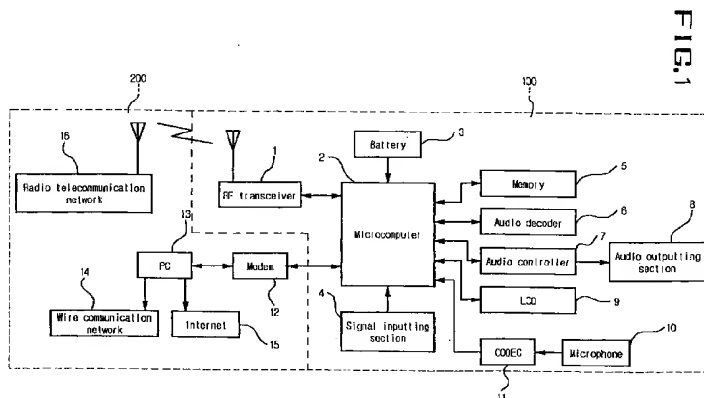 FIG.1
200
100
16
Radio telecommunication
network
1
RF transceiver
2
Microcomputer
3
Battery
5
Memory
6
Audio decoder
7
Audio controller
8
Audio outputting
section
9
LCD
4
Signal inputting
section
10
Microphone
COOEC
11
13
PC
Modem
12
14
Wire communication
network
Internet
15